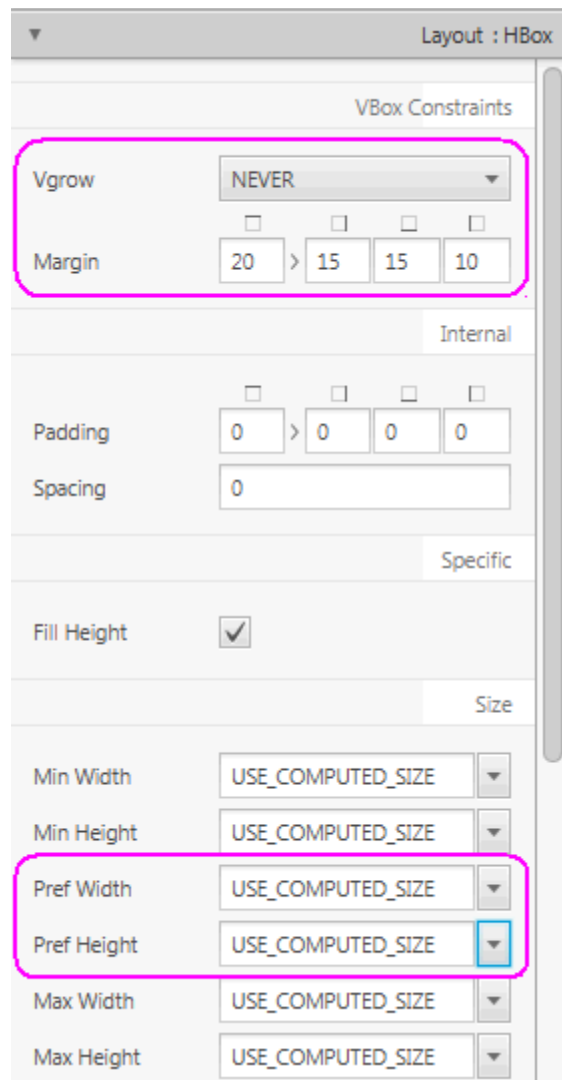 Layout : HBox
VBox Constraints
Vgrow NEVER
Margin 20 > 15 15 10
Internal
Padding 0 > 0 0 0
Spacing 0
Specific
Fill Height
Size
Min Width USE_COMPUTED_SIZE
Min Height USE_COMPUTED_SIZE
Pref Width USE_COMPUTED_SIZE
Pref Height USE_COMPUTED_SIZE
Max Width USE_COMPUTED_SIZE
Max Height USE_COMPUTED_SIZE